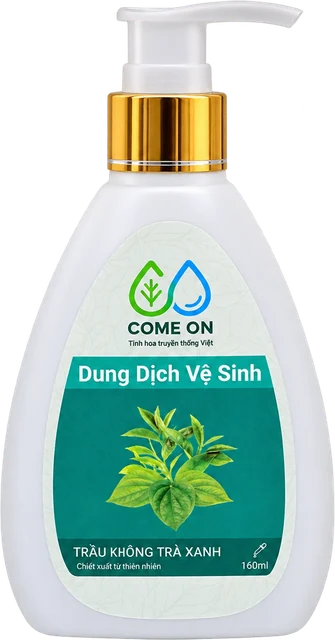 COME ON
Tinh hoa truyền thống Việt
Dung Dịch Vệ Sinh
TRẦU KHÔNG TRÀ XANH
Chiết xuất từ thiên nhiên
160ml